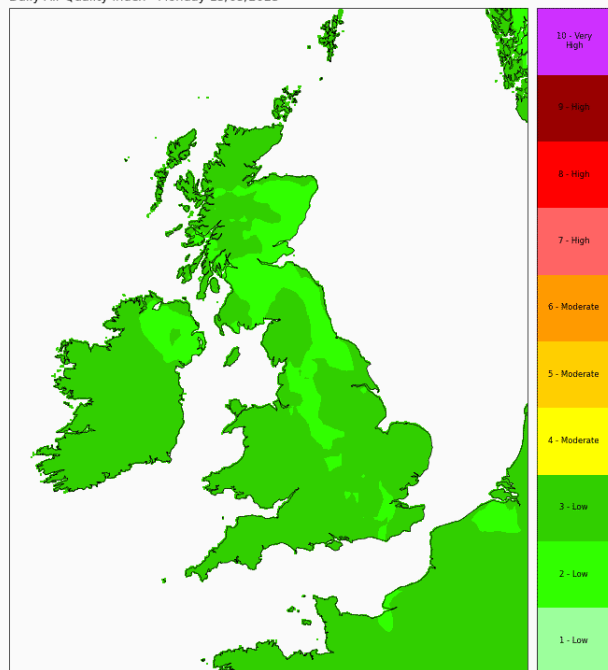 10 - Very
High
9 - High
8 - High
7 - High
6 - Moderate
5 - Moderate
4 - Moderate
3 - Low
2 - Low
1 - Low